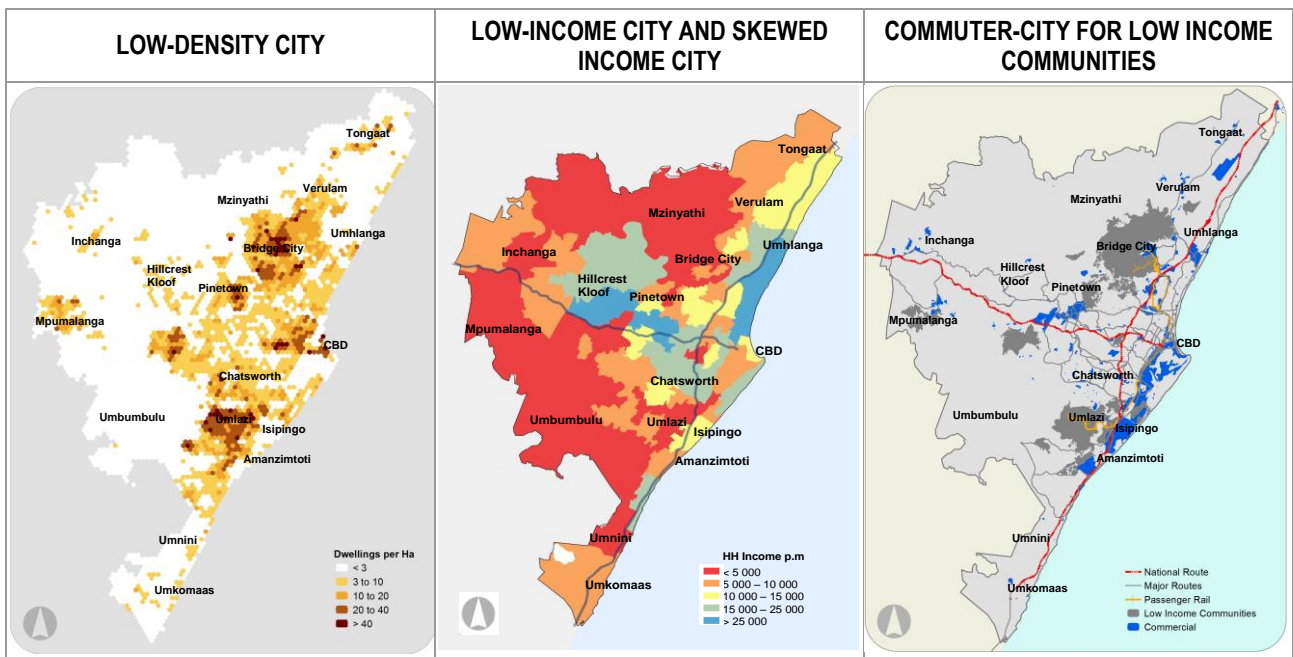 LOW-DENSITY CITY
LOW-INCOME CITY AND SKEWED
INCOME CITY
COMMUTER-CITY FOR LOW INCOME
COMMUNITIES
Tongaat
Verulam
Mzinyathi
Umhlanga
Inchanga
Bridge City
Hillcrest
Kloof
Pinetown
Mpumalanga
CBD
Chatsworth
Umbumbulu
Umlazi
Isipingo
Amanzimtoti
Umnini
Umkomaas
Dwellings per Ha
< 3
3 to 10
10 to 20
20 to 40
> 40
Tongaat
Verulam
Mzinyathi
Umhlanga
Inchanga
Bridge City
Hillcrest
Kloof
Pinetown
Mpumalanga
CBD
Chatsworth
Umbumbulu
Umlazi
Isipingo
Amanzimtoti
Umnini
Umkomaas
HH Income p.m
< 5 000
5 000 – 10 000
10 000 – 15 000
15 000 – 25 000
> 25 000
Tongaat
Verulam
Mzinyathi
Umhlanga
Inchanga
Bridge City
Hillcrest
Kloof
Pinetown
Mpumalanga
CBD
Chatsworth
Umbumbulu
Umlazi
Isipingo
Amanzimtoti
Umnini
Umkomaas
National Route
Major Routes
Passenger Rail
Low Income Communities
Commercial